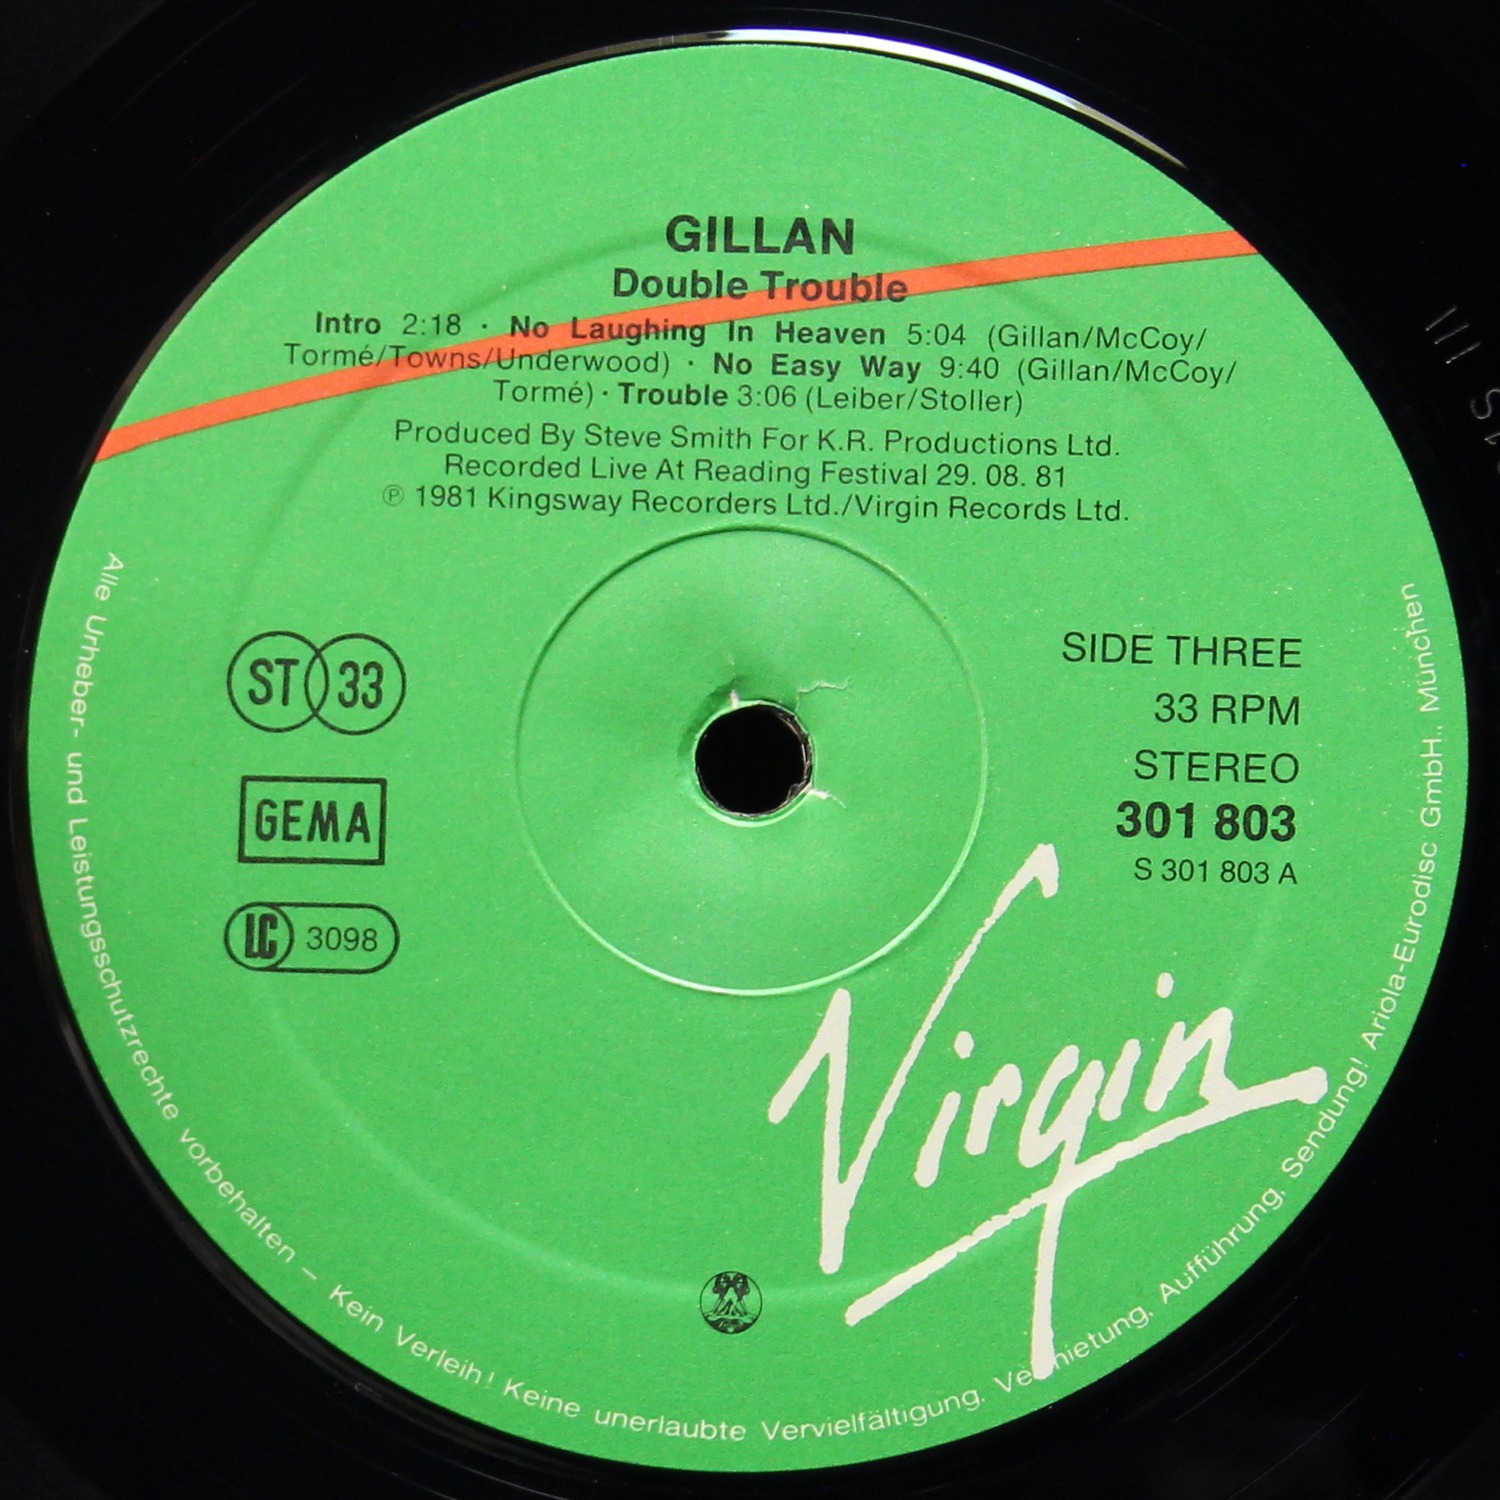 GILLAN
Double Trouble
Intro 2:18 · No Laughing In Heaven 5:04 (Gillan/McCoy/
Tormé/Towns/Underwood) · No Easy Way 9:40 (Gillan/McCoy/
Tormé) · Trouble 3:06 (Leiber/Stoller)
Produced By Steve Smith For K.R. Productions Ltd.
Recorded Live At Reading Festival 29. 08. 81
℗ 1981 Kingsway Recorders Ltd./Virgin Records Ltd.
ST 33
GEMA
LC 3098
SIDE THREE
33 RPM
STEREO
301 803
S 301 803 A
Virgin
Alle Urheber- und Leistungsschutzrechte vorbehalten – Kein Verleih! Keine unerlaubte Vervielfältigung, Vermietung, Aufführung, Sendung! Ariola-Eurodisc GmbH., München